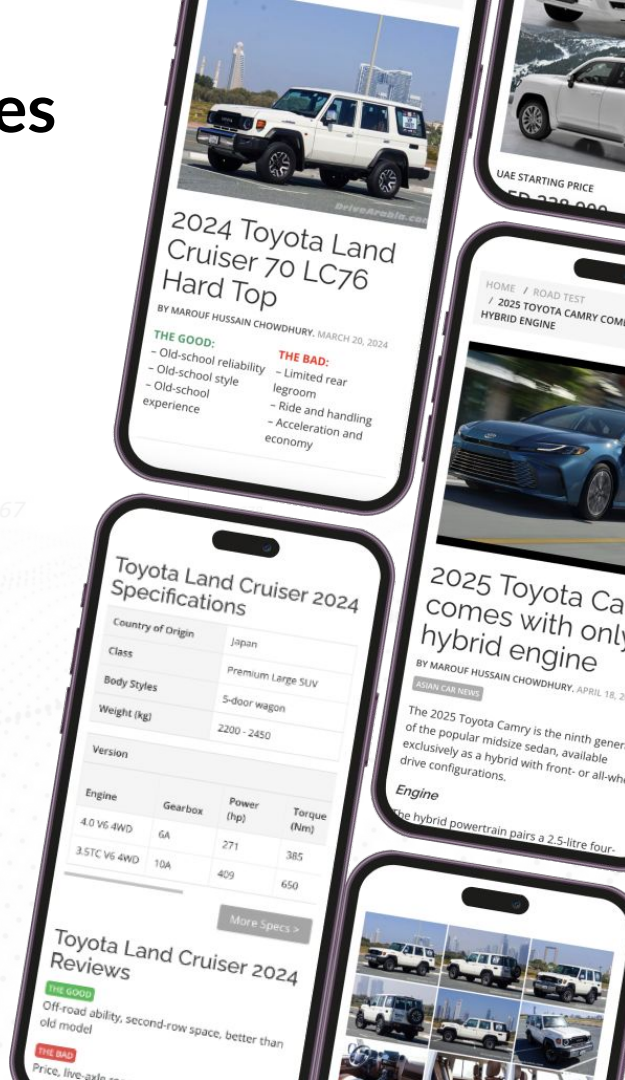 es
DriveArabia.com
2024 Toyota Land
Cruiser 70 LC76
Hard Top
BY MAROUF HUSSAIN CHOWDHURY, MARCH 20, 2024
THE GOOD:
– Old-school reliability
– Old-school style
– Old-school
experience
THE BAD:
– Limited rear
legroom
– Ride and handling
– Acceleration and
economy
UAE STARTING PRICE
HOME / ROAD TEST
/ 2025 TOYOTA CAMRY COME
HYBRID ENGINE
2025 Toyota Ca
comes with only
hybrid engine
BY MAROUF HUSSAIN CHOWDHURY, APRIL 18, 2
ASIAN CAR NEWS
The 2025 Toyota Camry is the ninth genera
of the popular midsize sedan, available
exclusively as a hybrid with front- or all-whe
drive configurations.
Engine
The hybrid powertrain pairs a 2.5-litre four-
67
Toyota Land Cruiser 2024
Specifications
Country of Origin Japan
Class Premium Large SUV
Body Styles 5-door wagon
Weight (kg) 2200 - 2450
Version
Engine Gearbox Power (hp) Torque (Nm)
4.0 V6 4WD 6A 271 385
3.5TC V6 4WD 10A 409 650
More Specs >
Toyota Land Cruiser 2024
Reviews
THE GOOD
Off-road ability, second-row space, better than
old model
THE BAD
Price, live-axle